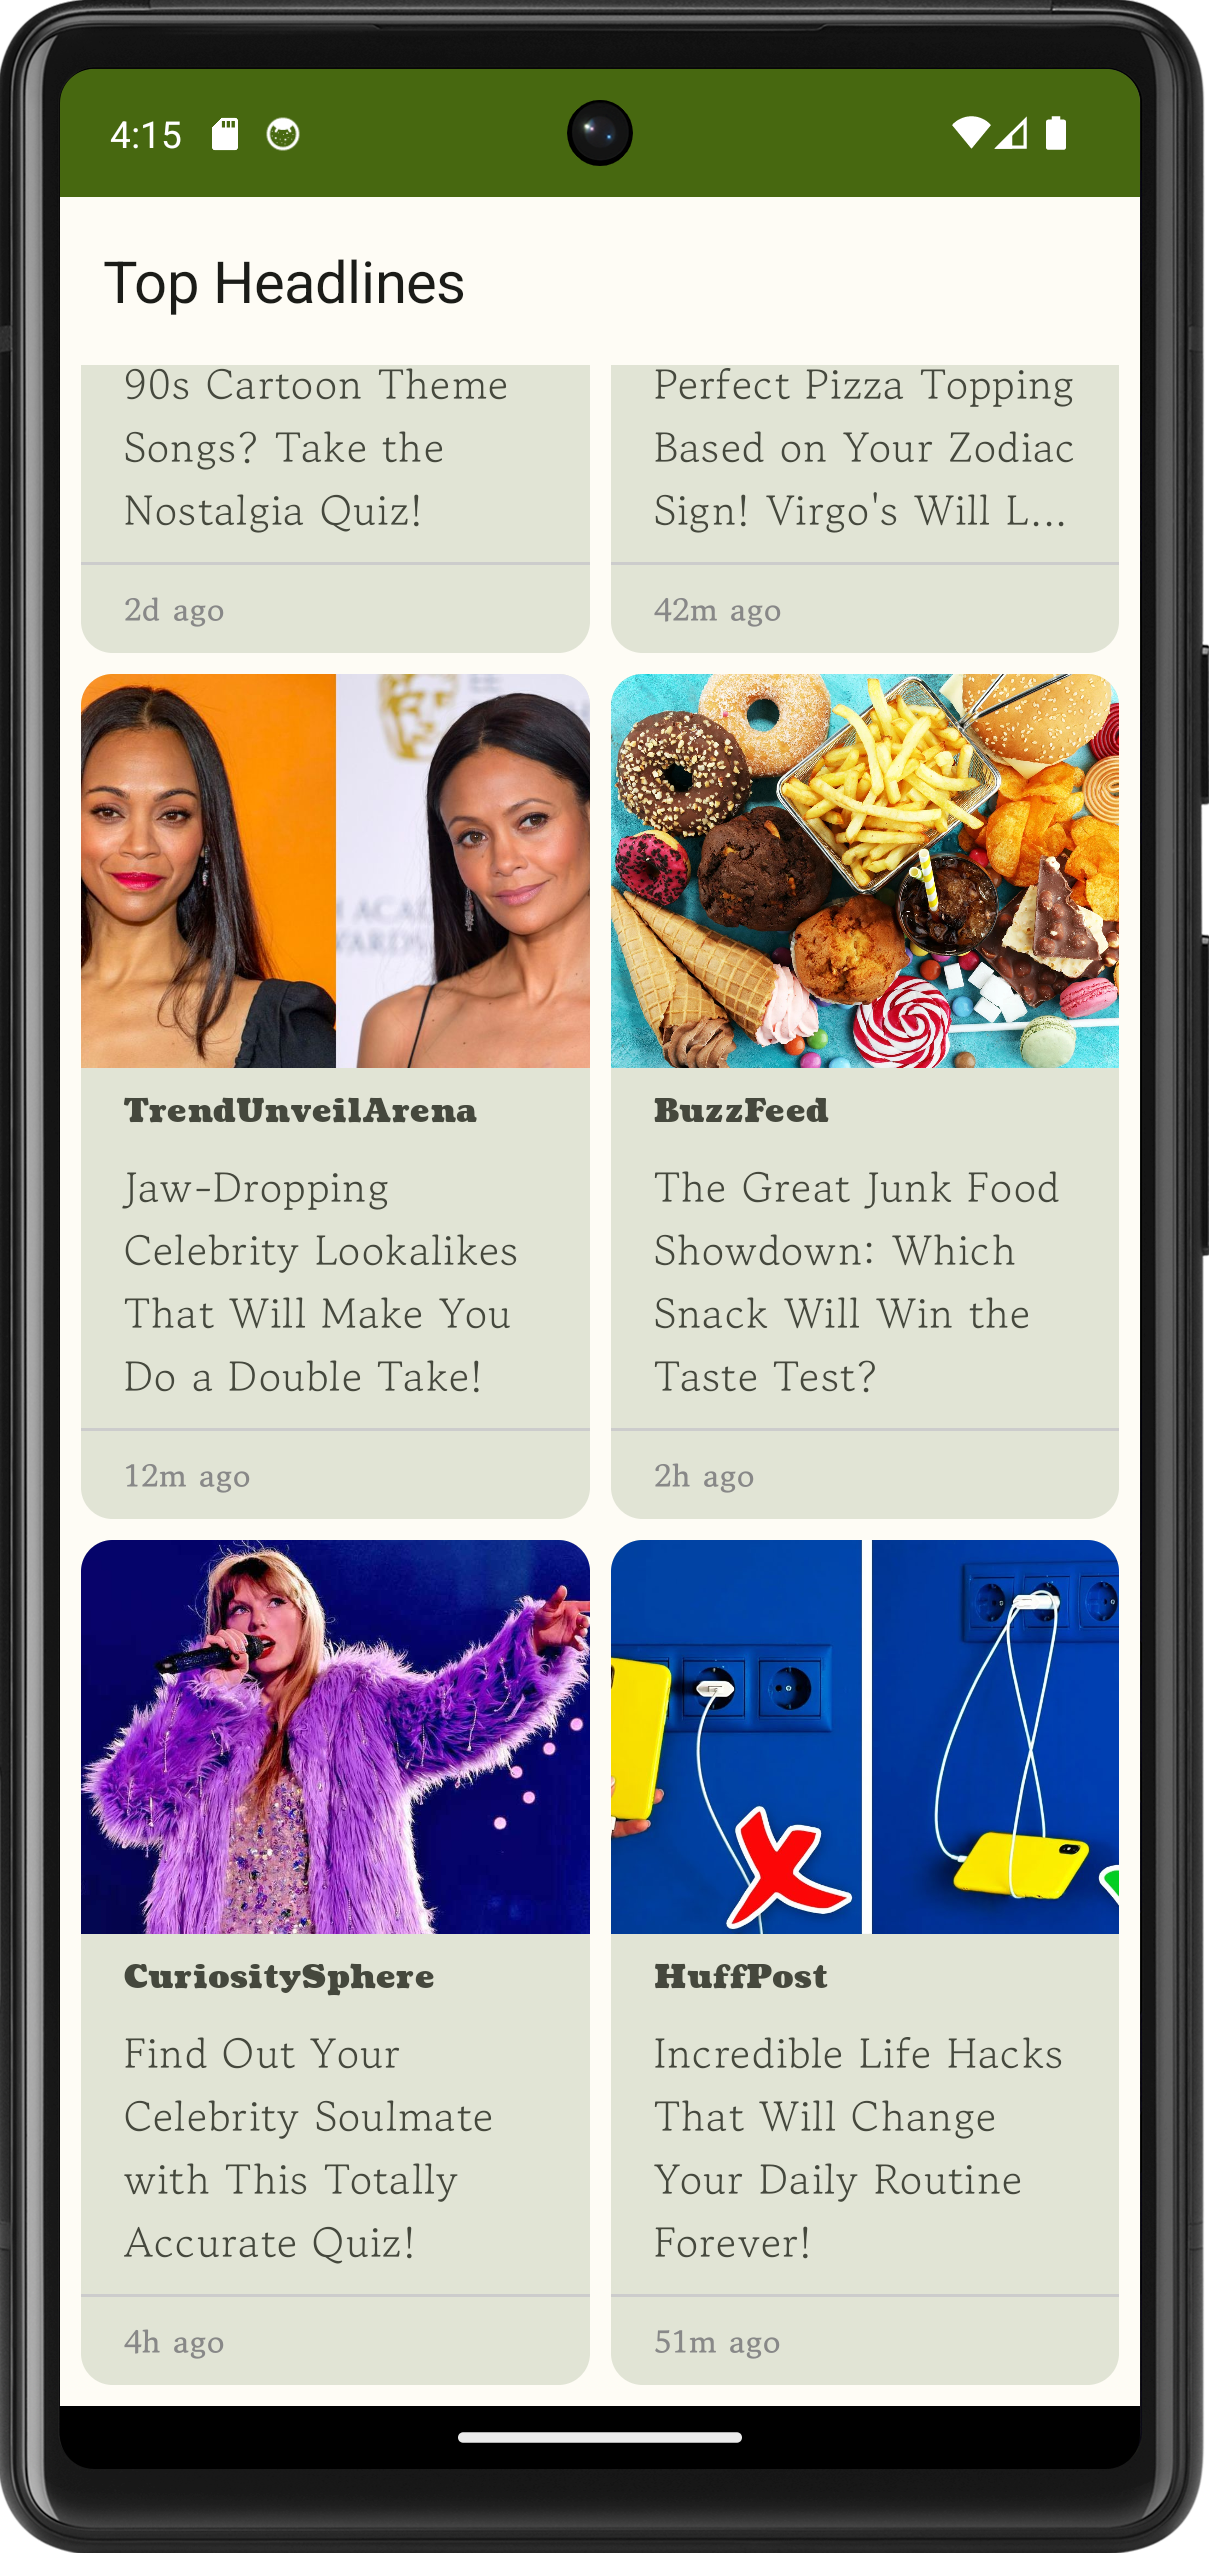 4:15
Top Headlines
90s Cartoon Theme
Songs? Take the
Nostalgia Quiz!
2d ago
Perfect Pizza Topping
Based on Your Zodiac
Sign! Virgo's Will L...
42m ago
TrendUnveilArena
Jaw-Dropping
Celebrity Lookalikes
That Will Make You
Do a Double Take!
12m ago
BuzzFeed
The Great Junk Food
Showdown: Which
Snack Will Win the
Taste Test?
2h ago
CuriositySphere
Find Out Your
Celebrity Soulmate
with This Totally
Accurate Quiz!
4h ago
HuffPost
Incredible Life Hacks
That Will Change
Your Daily Routine
Forever!
51m ago